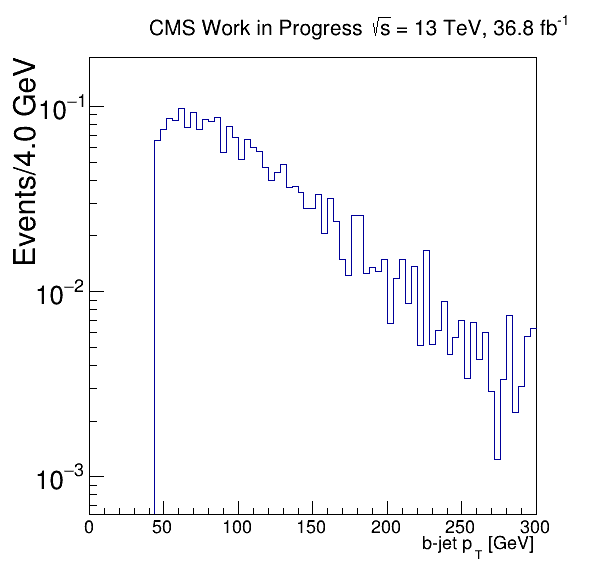 CMS Work in Progress √s = 13 TeV, 36.8 fb⁻¹
Events/4.0 GeV
10⁻¹
10⁻²
10⁻³
0 50 100 150 200 250 300
b-jet p_T [GeV]